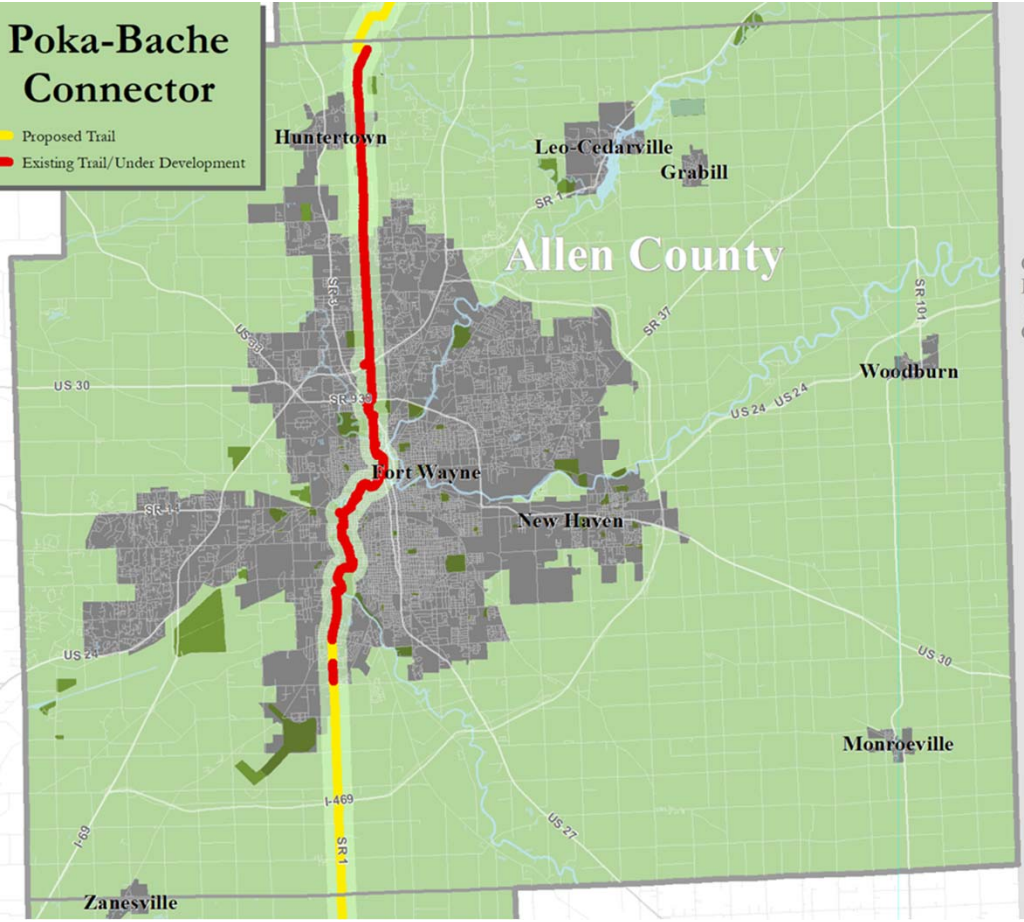 Poka-Bache
Connector
Proposed Trail
Existing Trail/Under Development
Huntertown
Leo-Cedarville
Grabill
SR 1
Allen County
SR 3
SR 37
SR 101
US 33
Woodburn
US 30
SR 930
US 24
US 24
Fort Wayne
SR 14
New Haven
US 24
US 30
Monroeville
I-469
I-69
US 27
SR 1
Zanesville